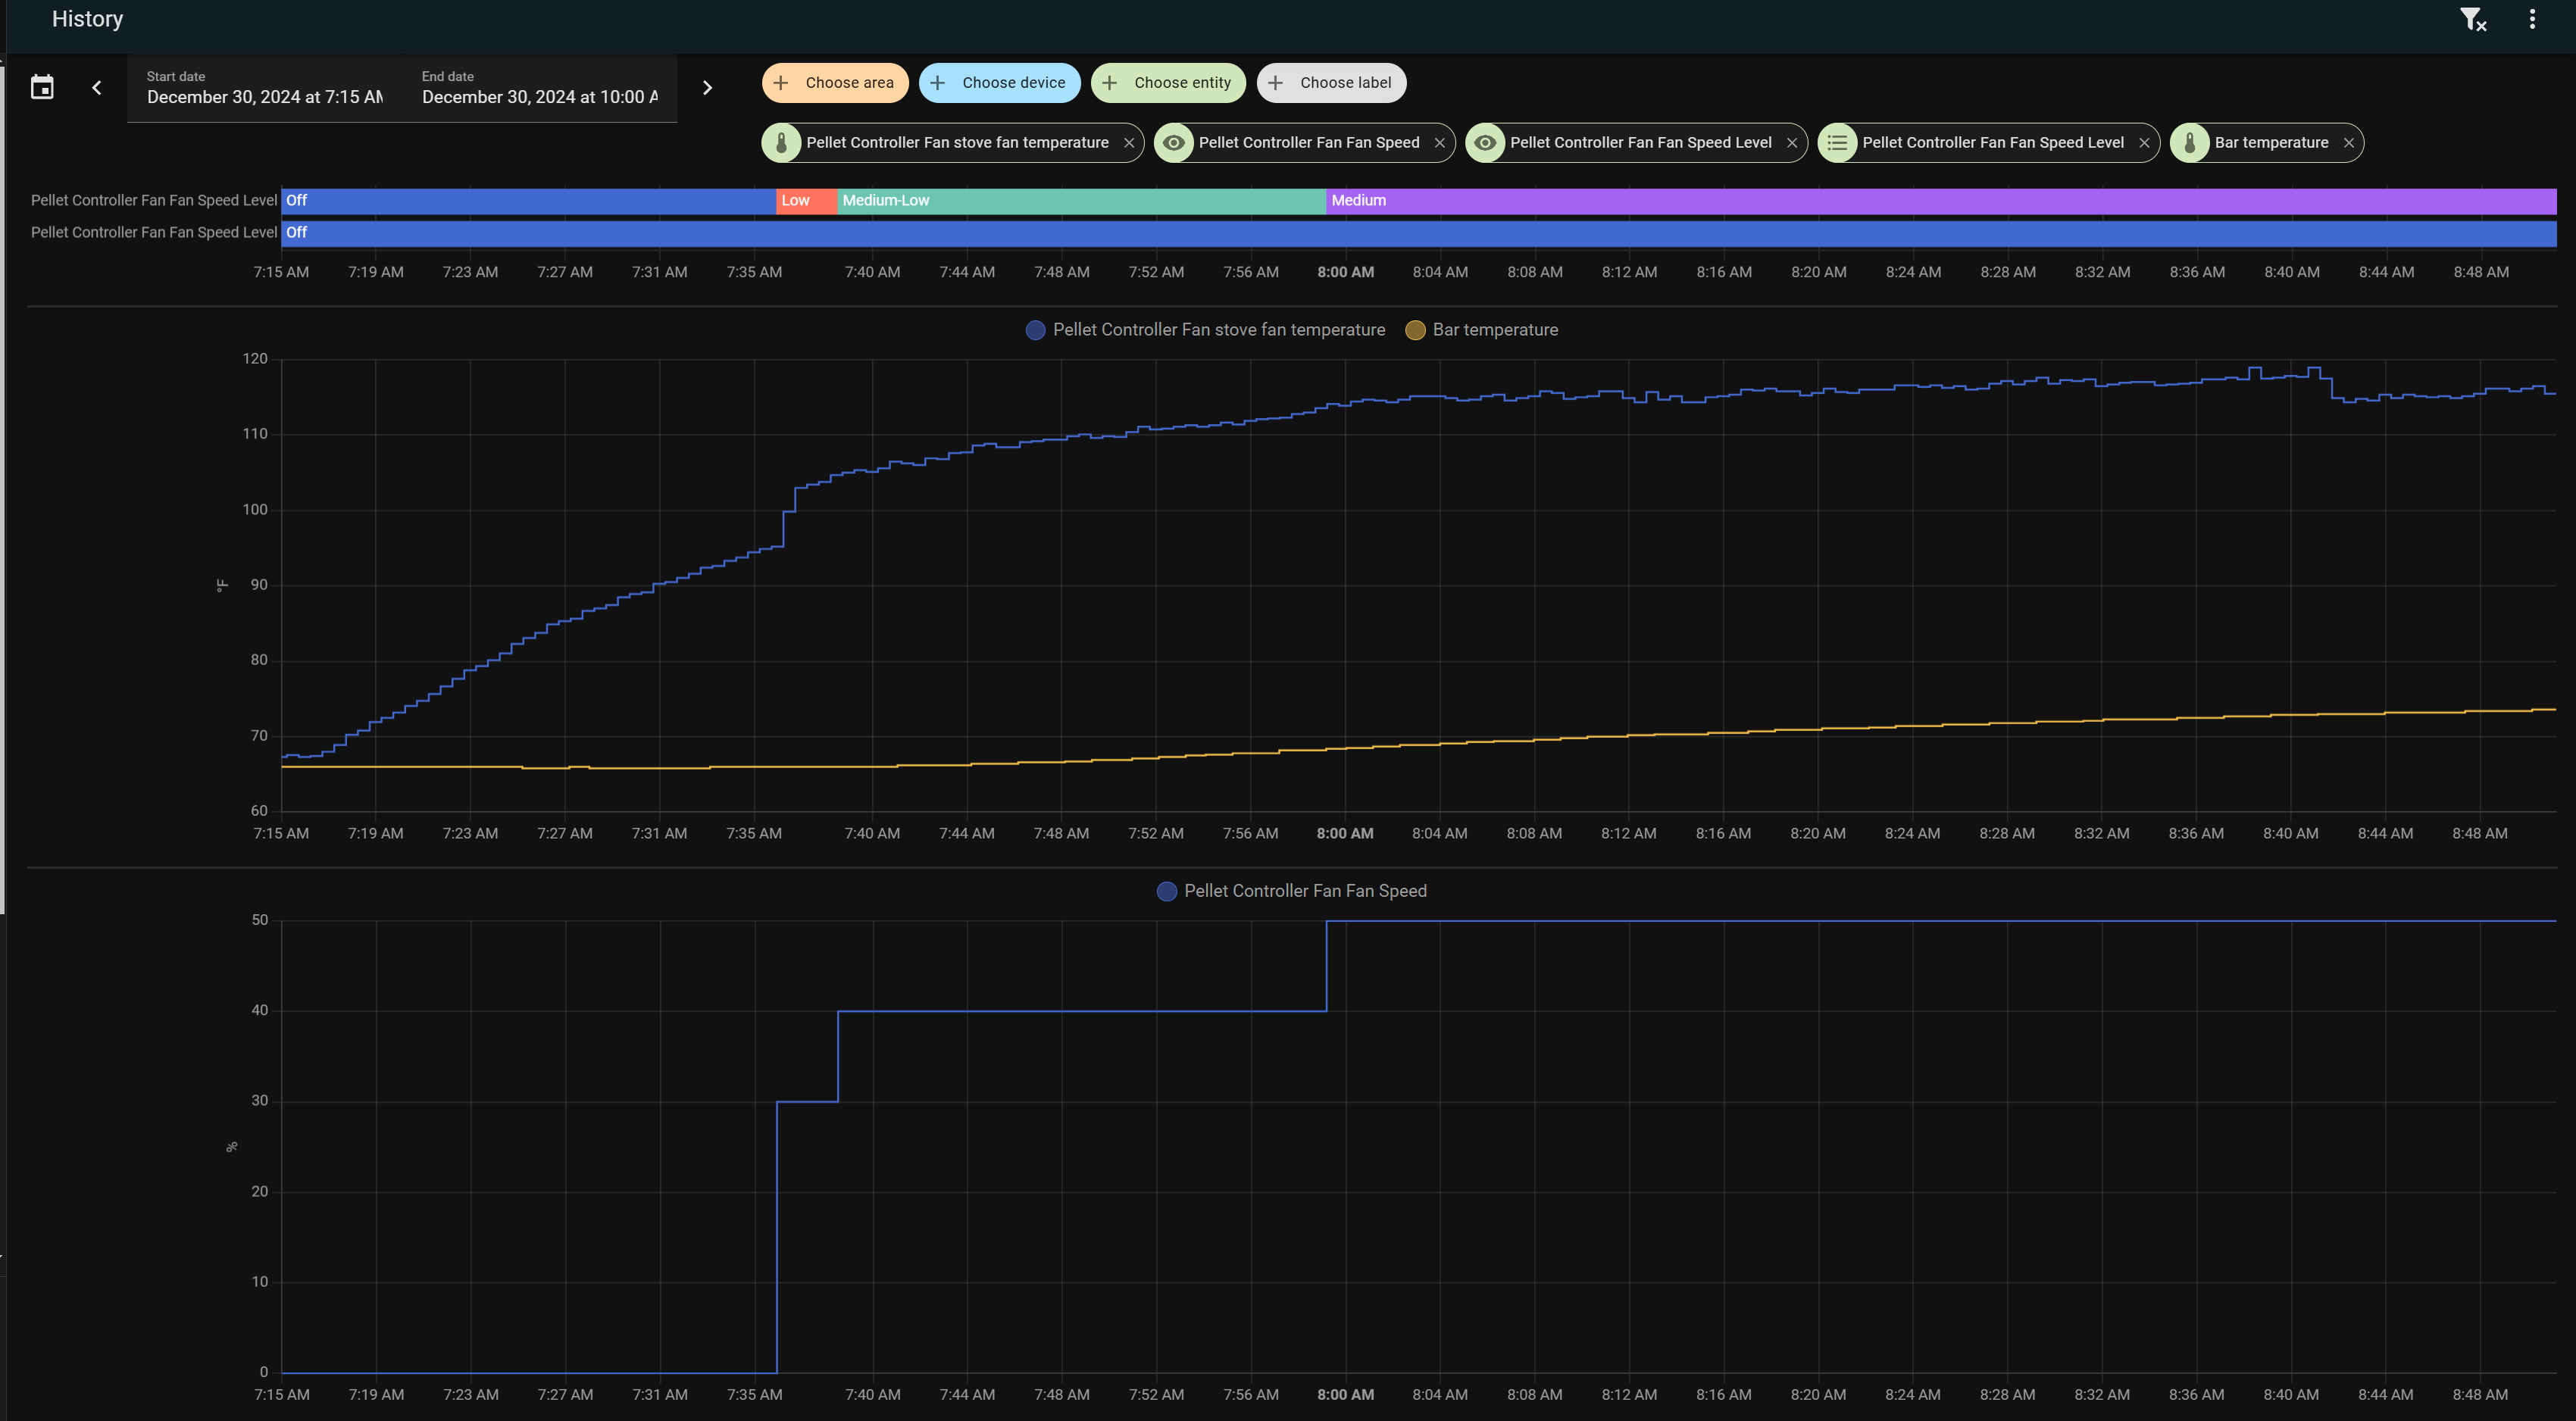 History
Start date
December 30, 2024 at 7:15 AM
End date
December 30, 2024 at 10:00 A
Choose area
Choose device
Choose entity
Choose label
Pellet Controller Fan stove fan temperature
Pellet Controller Fan Fan Speed
Pellet Controller Fan Fan Speed Level
Pellet Controller Fan Fan Speed Level
Bar temperature
Pellet Controller Fan Fan Speed Level Off Low Medium-Low Medium
Pellet Controller Fan Fan Speed Level Off
7:15 AM 7:19 AM 7:23 AM 7:27 AM 7:31 AM 7:35 AM 7:40 AM 7:44 AM 7:48 AM 7:52 AM 7:56 AM 8:00 AM 8:04 AM 8:08 AM 8:12 AM 8:16 AM 8:20 AM 8:24 AM 8:28 AM 8:32 AM 8:36 AM 8:40 AM 8:44 AM 8:48 AM
Pellet Controller Fan stove fan temperature Bar temperature
120
110
100
°F
90
80
70
60
7:15 AM 7:19 AM 7:23 AM 7:27 AM 7:31 AM 7:35 AM 7:40 AM 7:44 AM 7:48 AM 7:52 AM 7:56 AM 8:00 AM 8:04 AM 8:08 AM 8:12 AM 8:16 AM 8:20 AM 8:24 AM 8:28 AM 8:32 AM 8:36 AM 8:40 AM 8:44 AM 8:48 AM
Pellet Controller Fan Fan Speed
50
40
30
%
20
10
0
7:15 AM 7:19 AM 7:23 AM 7:27 AM 7:31 AM 7:35 AM 7:40 AM 7:44 AM 7:48 AM 7:52 AM 7:56 AM 8:00 AM 8:04 AM 8:08 AM 8:12 AM 8:16 AM 8:20 AM 8:24 AM 8:28 AM 8:32 AM 8:36 AM 8:40 AM 8:44 AM 8:48 AM